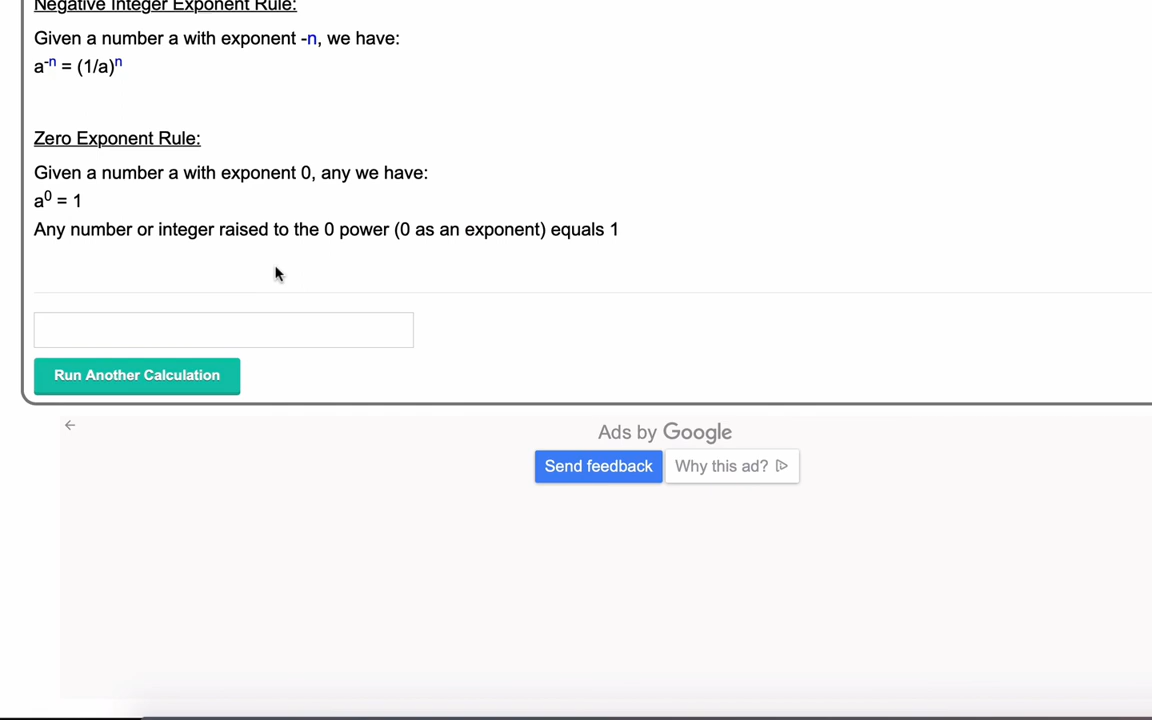 Negative Integer Exponent Rule:
Given a number a with exponent -n, we have:
a⁻ⁿ = (1/a)ⁿ
Zero Exponent Rule:
Given a number a with exponent 0, any we have:
a⁰ = 1
Any number or integer raised to the 0 power (0 as an exponent) equals 1
Run Another Calculation
Ads by Google
Send feedback Why this ad?